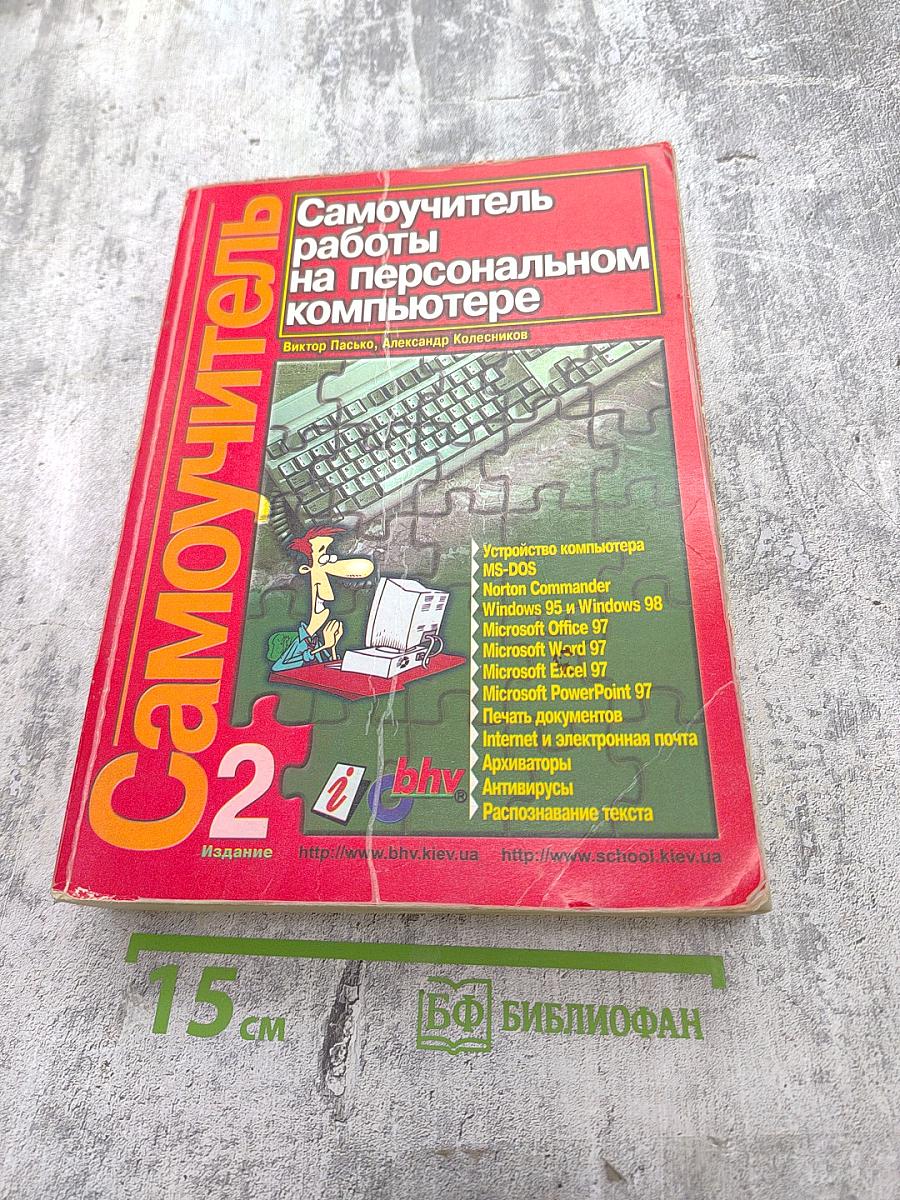 Самоучитель
Самоучитель
работы
на персональном
компьютере
Виктор Пасько, Александр Колесников
Устройство компьютера
MS-DOS
Norton Commander
Windows 95 и Windows 98
Microsoft Office 97
Microsoft Word 97
Microsoft Excel 97
Microsoft PowerPoint 97
Печать документов
Internet и электронная почта
Архиваторы
Антивирусы
Распознавание текста
2
Издание
i
bhv®
http://www.bhv.kiev.ua http://www.school.kiev.ua
15 см
БФ БИБЛИОФАН